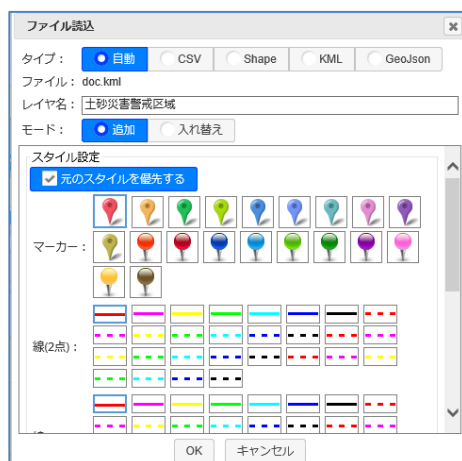 ファイル読込
タイプ： 自動 CSV Shape KML GeoJson
ファイル： doc.kml
レイヤ名： 土砂災害警戒区域
モード： 追加 入れ替え
スタイル設定
元のスタイルを優先する
マーカー：
線(2点)：
OK キャンセル